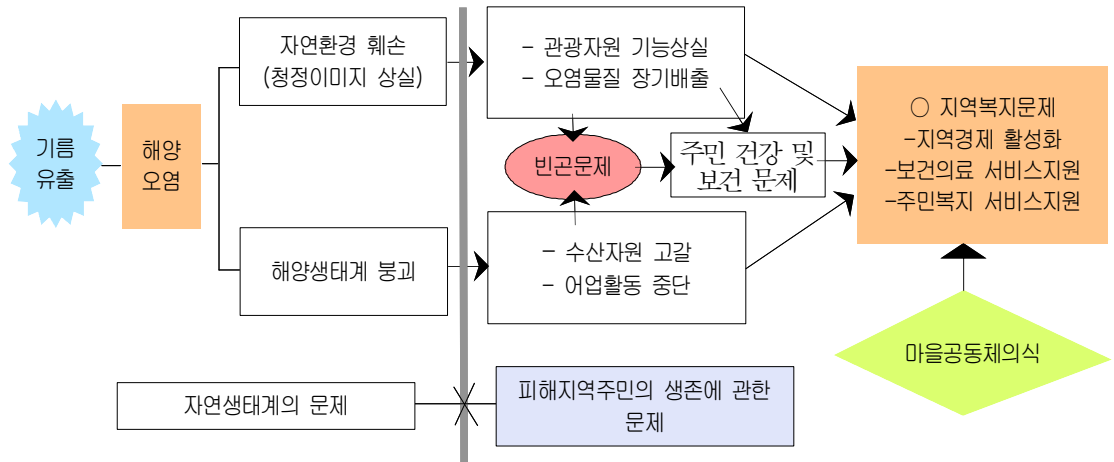 기름
유출
해양
오염
자연환경 훼손
(청정이미지 상실)
해양생태계 붕괴
- 관광자원 기능상실
- 오염물질 장기배출
빈곤문제
주민 건강 및
보건 문제
- 수산자원 고갈
- 어업활동 중단
○ 지역복지문제
-지역경제 활성화
-보건의료 서비스지원
-주민복지 서비스지원
마을공동체의식
자연생태계의 문제
피해지역주민의 생존에 관한
문제